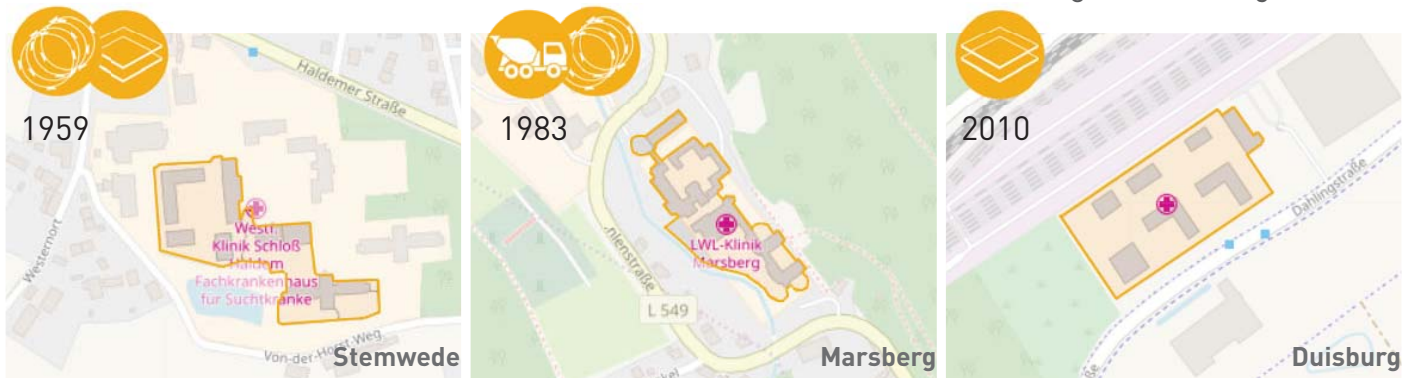 1959
Haldemer Straße
Westernort
Westf.
Klinik Schloß
Haldem
Fachkrankenhaus
für Suchtkranke
Von-der-Horst-Weg
Stemwede
1983
LWL-Klinik
Marsberg
L 549
Marsberg
2010
Dahlingstraße
Duisburg